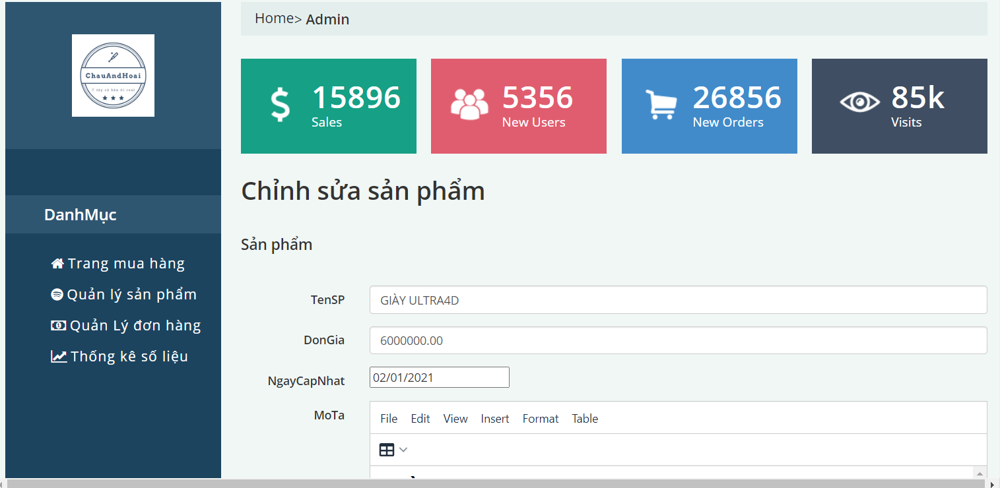 ChauAndHoai
Ở đây có bán đồ real
DanhMục
Trang mua hàng
Quản lý sản phẩm
Quản Lý đơn hàng
Thống kê số liệu
Home> Admin
15896
Sales
5356
New Users
26856
New Orders
85k
Visits
Chỉnh sửa sản phẩm
Sản phẩm
TenSP
GIÀY ULTRA4D
DonGia
6000000.00
NgayCapNhat
02/01/2021
MoTa
File Edit View Insert Format Table